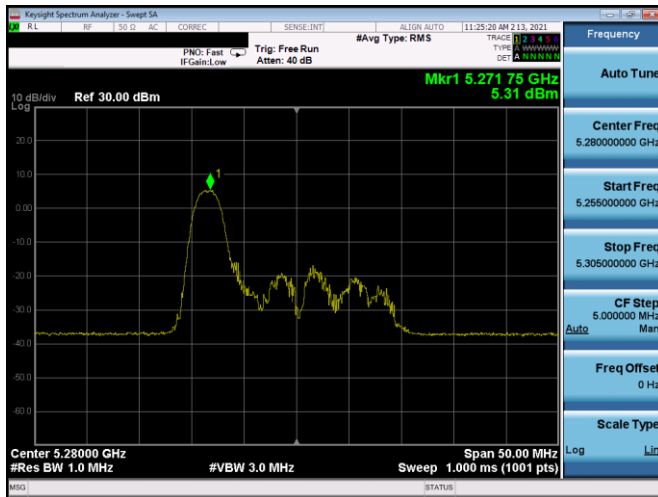 Keysight Spectrum Analyzer - Swept SA
RL RF 50 Ω AC CORREC SENSE:INT ALIGN AUTO 11:25:20 AM 2 13, 2021
#Avg Type: RMS
TRACE 1 2 3 4 5 6
TYPE A WWWWW
DET A N N N N N
PNO: Fast
IFGain:Low
Trig: Free Run
Atten: 40 dB
Mkr1 5.271 75 GHz
5.31 dBm
10 dB/div
Log
Ref 30.00 dBm
20.0
10.0
0.00
-10.0
-20.0
-30.0
-40.0
-50.0
-60.0
1
Center 5.28000 GHz
#Res BW 1.0 MHz
#VBW 3.0 MHz
Span 50.00 MHz
Sweep 1.000 ms (1001 pts)
MSG
STATUS
Frequency
Auto Tune
Center Freq
5.280000000 GHz
Start Freq
5.255000000 GHz
Stop Freq
5.305000000 GHz
CF Step
5.000000 MHz
Auto Man
Freq Offset
0 Hz
Scale Type
Log Lin